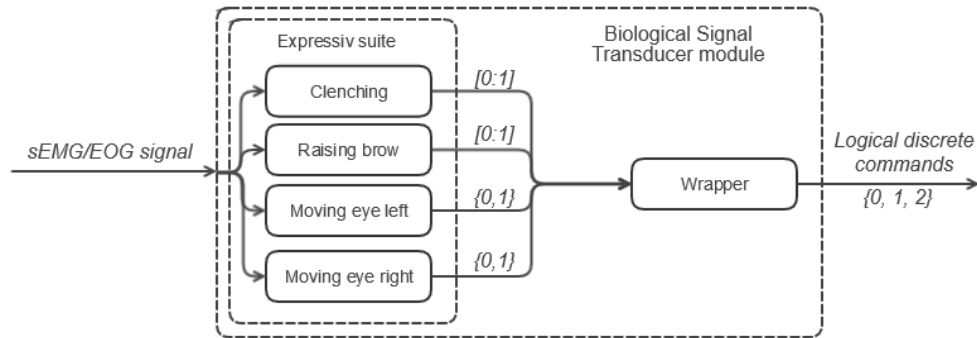 Expressiv suite
Biological Signal
Transducer module
sEMG/EOG signal
Clenching
[0:1]
Raising brow
[0:1]
Moving eye left
{0,1}
Moving eye right
{0,1}
Wrapper
Logical discrete
commands
{0, 1, 2}